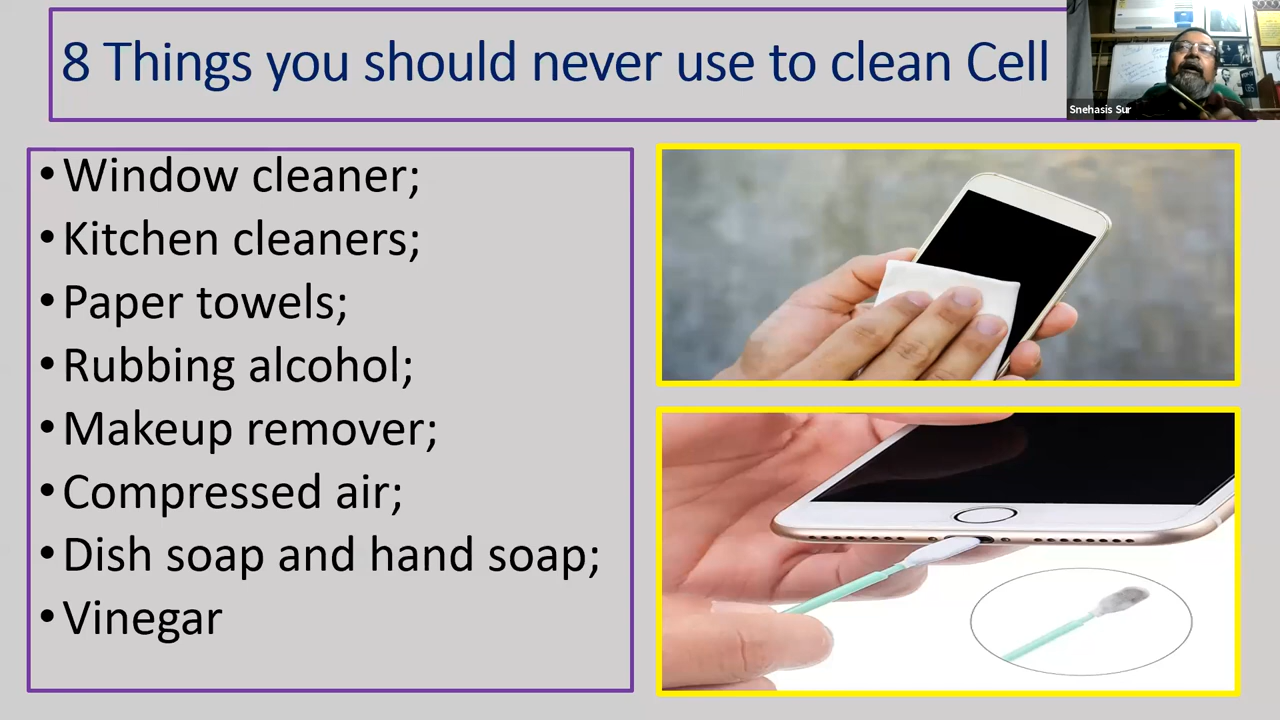 8 Things you should never use to clean Cell
Snehasis Sur
•Window cleaner;
•Kitchen cleaners;
•Paper towels;
•Rubbing alcohol;
•Makeup remover;
•Compressed air;
•Dish soap and hand soap;
•Vinegar